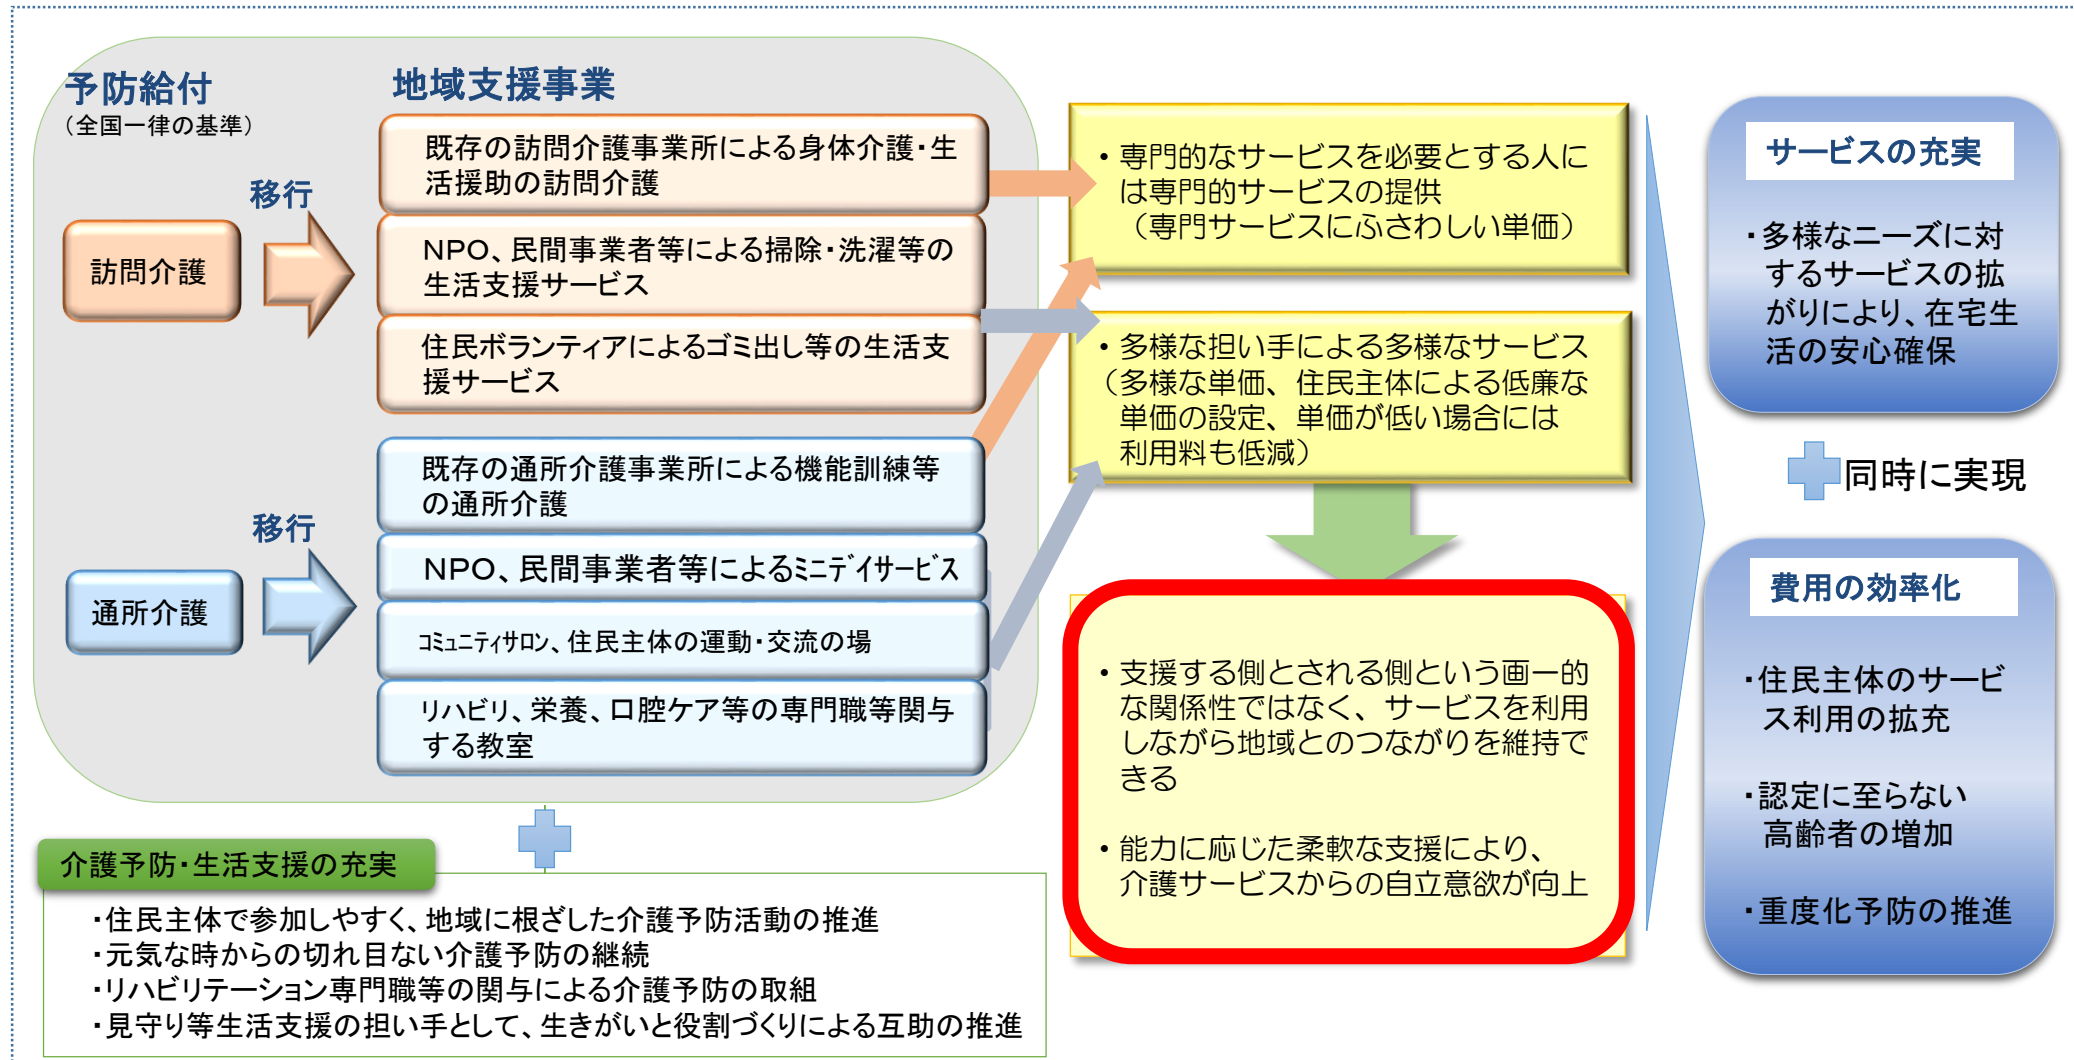 予防給付
（全国一律の基準）
地域支援事業
移行
訪問介護
既存の訪問介護事業所による身体介護・生
活援助の訪問介護
NPO、民間事業者等による掃除・洗濯等の
生活支援サービス
住民ボランティアによるゴミ出し等の生活支
援サービス
移行
通所介護
既存の通所介護事業所による機能訓練等
の通所介護
NPO、民間事業者等によるミニデイサービス
コミュニティサロン、住民主体の運動・交流の場
リハビリ、栄養、口腔ケア等の専門職等関与
する教室
介護予防・生活支援の充実
・住民主体で参加しやすく、地域に根ざした介護予防活動の推進
・元気な時からの切れ目ない介護予防の継続
・リハビリテーション専門職等の関与による介護予防の取組
・見守り等生活支援の担い手として、生きがいと役割づくりによる互助の推進
・専門的なサービスを必要とする人に
は専門的サービスの提供
（専門サービスにふさわしい単価）
・多様な担い手による多様なサービス
（多様な単価、住民主体による低廉な
単価の設定、単価が低い場合には
利用料も低減）
・支援する側とされる側という画一的
な関係性ではなく、サービスを利用
しながら地域とのつながりを維持で
きる
・能力に応じた柔軟な支援により、
介護サービスからの自立意欲が向上
サービスの充実
・多様なニーズに対
するサービスの拡
がりにより、在宅生
活の安心確保
同時に実現
費用の効率化
・住民主体のサービ
ス利用の拡充
・認定に至らない
高齢者の増加
・重度化予防の推進